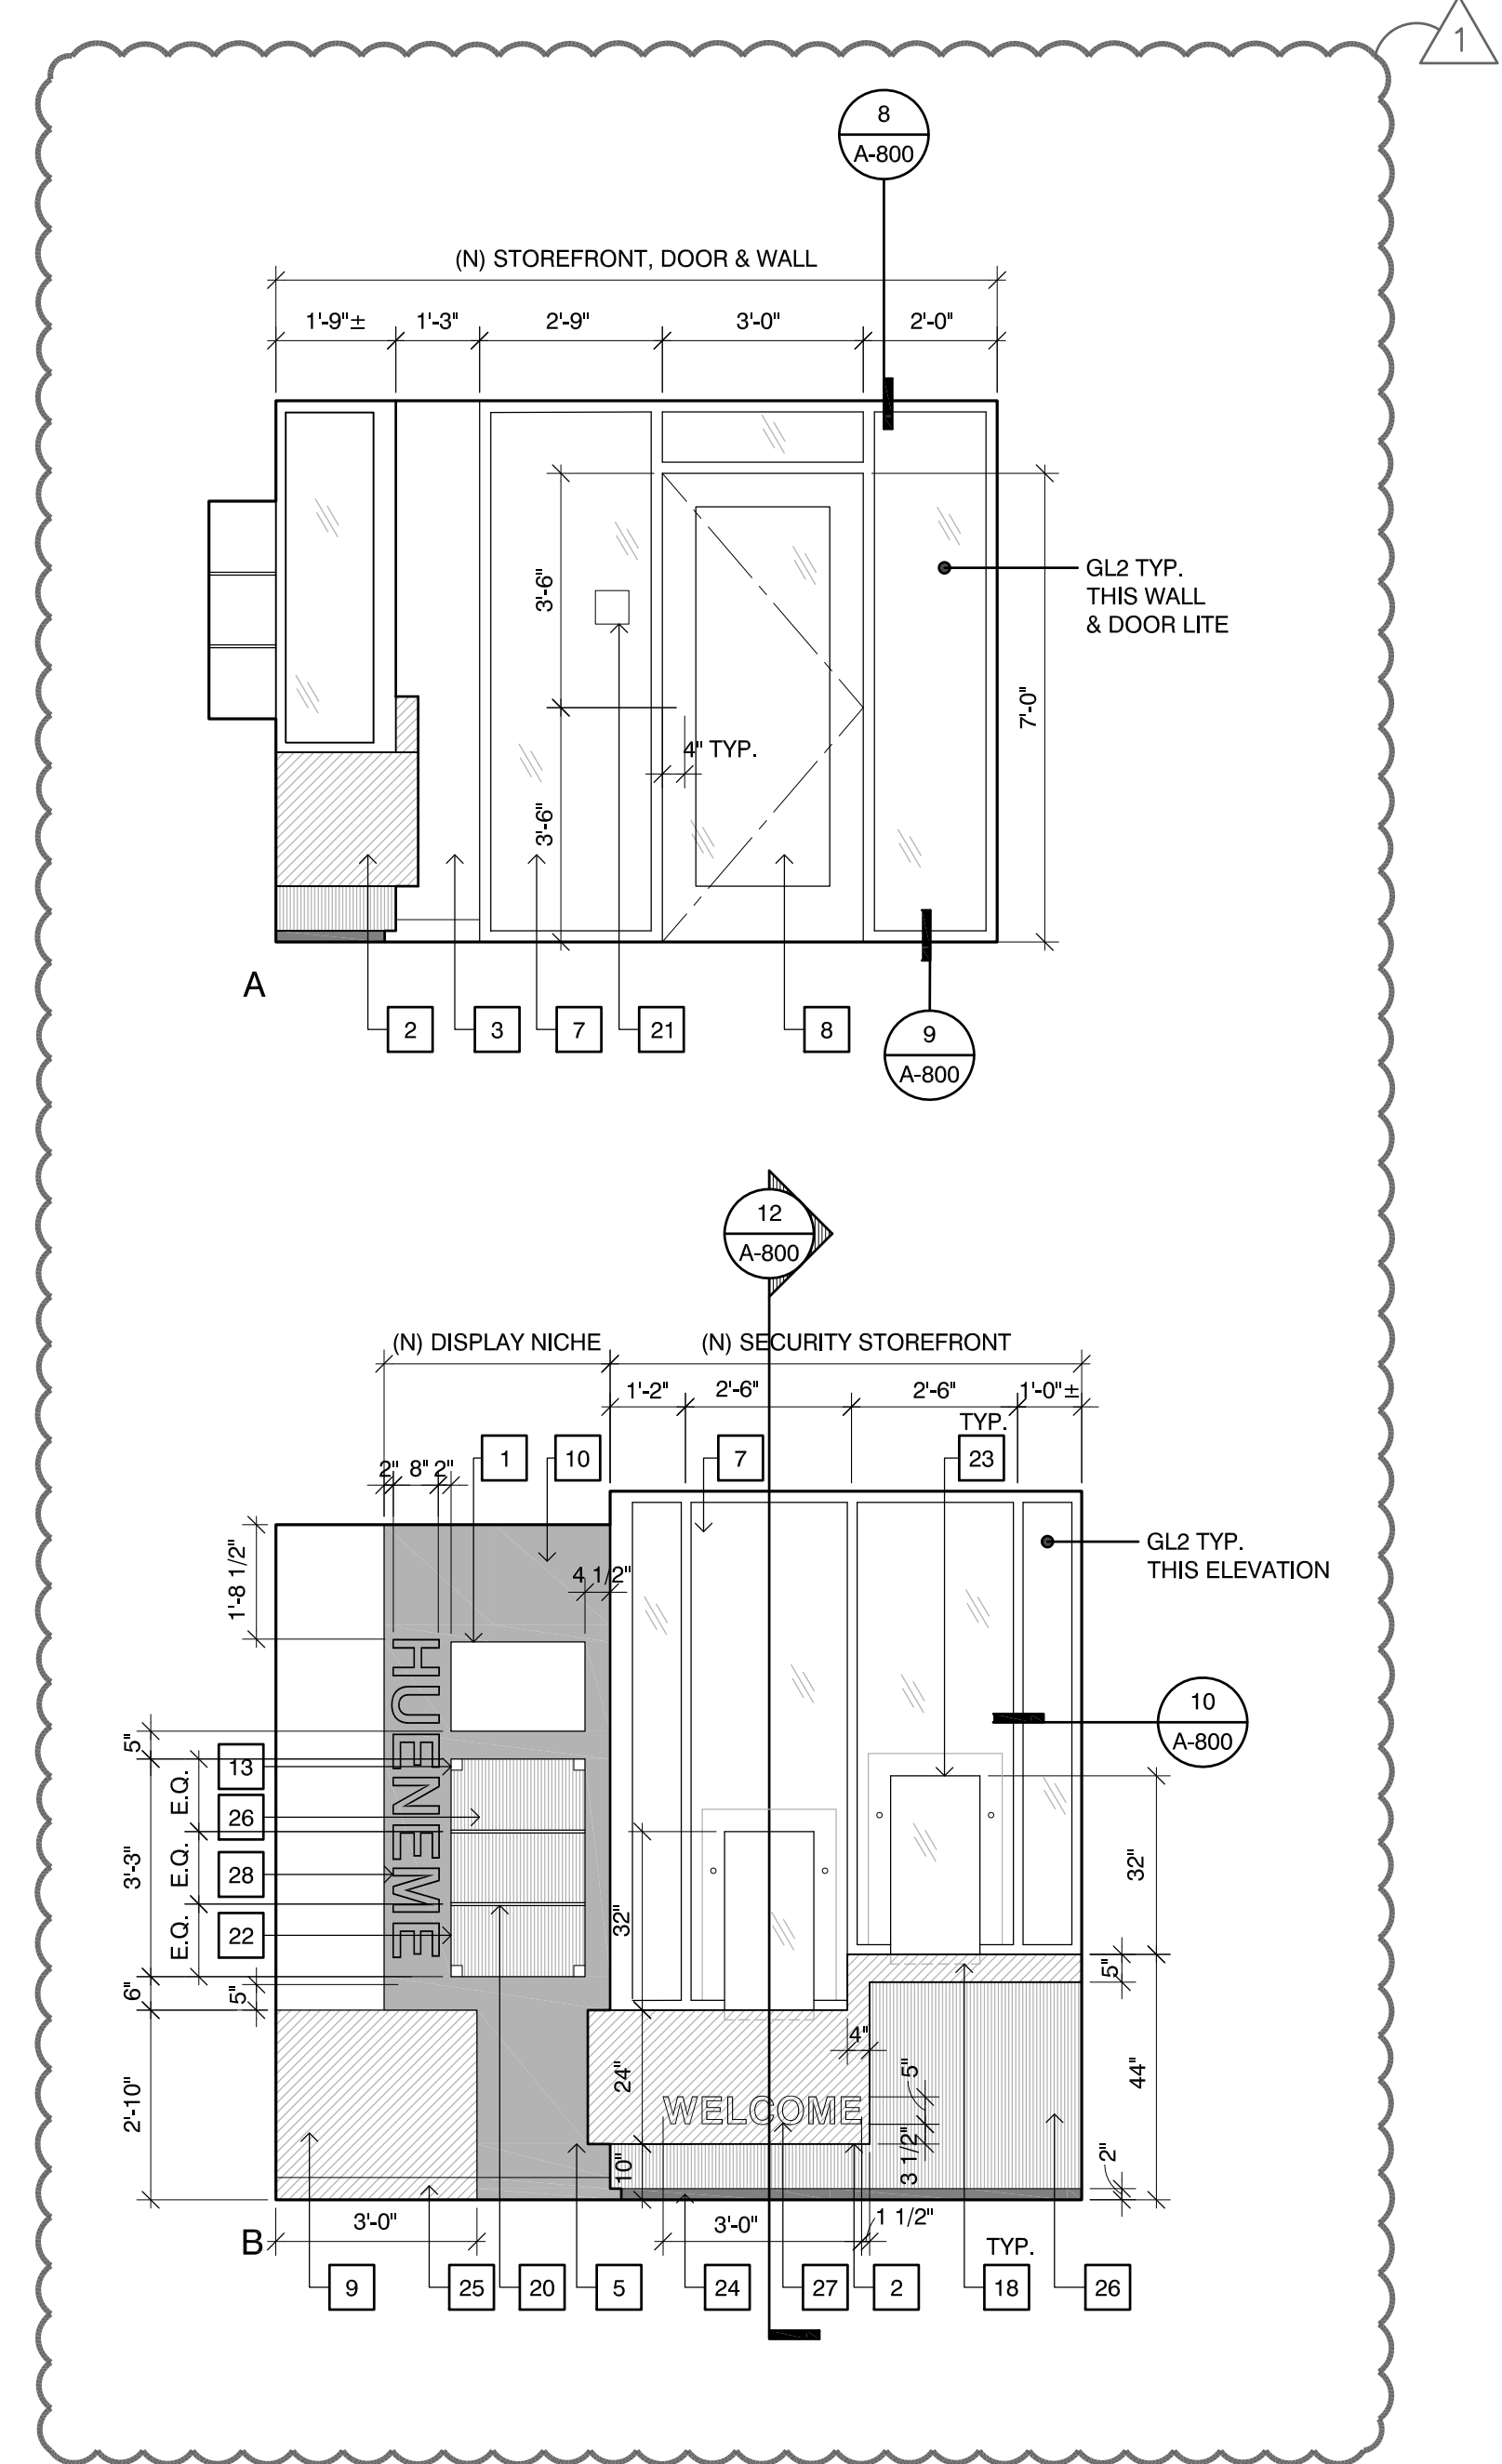 1
8
A-800
(N) STOREFRONT, DOOR & WALL
1'-9"± 1'-3" 2'-9" 3'-0" 2'-0"
3'-6"
GL2 TYP.
THIS WALL
& DOOR LITE
7'-0"
4" TYP.
3'-6"
A
2 3 7 21 8
9
A-800
12
A-800
(N) DISPLAY NICHE (N) SECURITY STOREFRONT
1'-2" 2'-6" 2'-6" 1'-0"±
TYP.
1 10 7 23
2" 8" 2"
1'-8 1/2"
4 1/2"
GL2 TYP.
THIS ELEVATION
HUENEME
10
A-800
5"
13
E.Q.
26
3'-3"
E.Q.
28
32"
E.Q.
22
32"
6"
5"
5"
4"
2'-10"
24"
5"
44"
WELCOME
3 1/2"
10"
2"
3'-0" 3'-0" 1 1/2"
B
TYP.
9 25 20 5 24 27 2 18 26